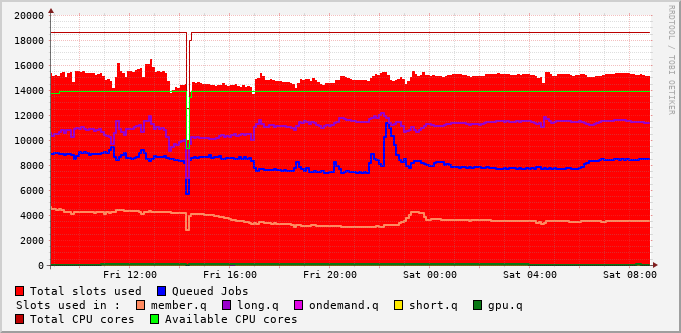 RRDTOOL / TOBI OETIKER
20000
18000
16000
14000
12000
10000
8000
6000
4000
2000
0
Fri 12:00 Fri 16:00 Fri 20:00 Sat 00:00 Sat 04:00 Sat 08:00
Total slots used Queued Jobs
Slots used in : member.q long.q ondemand.q short.q gpu.q
Total CPU cores Available CPU cores